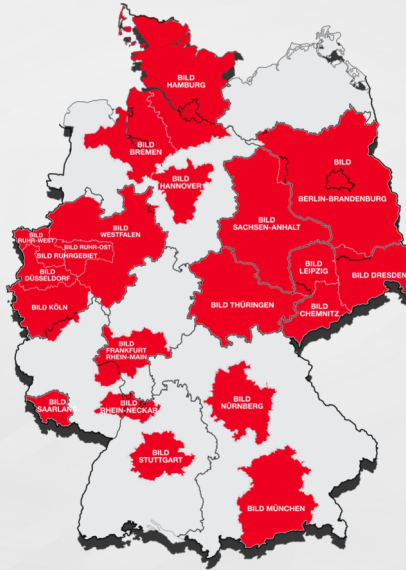 BILD
HAMBURG
BILD
BREMEN
BILD
HANNOVER
BILD
BERLIN-BRANDENBURG
BILD
SACHSEN-ANHALT
BILD
WESTFALEN
BILD
RUHR-WEST
BILD RUHR-OST
BILD RUHRGEBIET
BILD
DÜSSELDORF
BILD KÖLN
BILD
LEIPZIG
BILD DRESDEN
BILD THÜRINGEN
BILD
CHEMNITZ
BILD
FRANKFURT
RHEIN-MAIN
BILD
SAARLAND
BILD
RHEIN-NECKAR
BILD
NÜRNBERG
BILD
STUTTGART
BILD MÜNCHEN